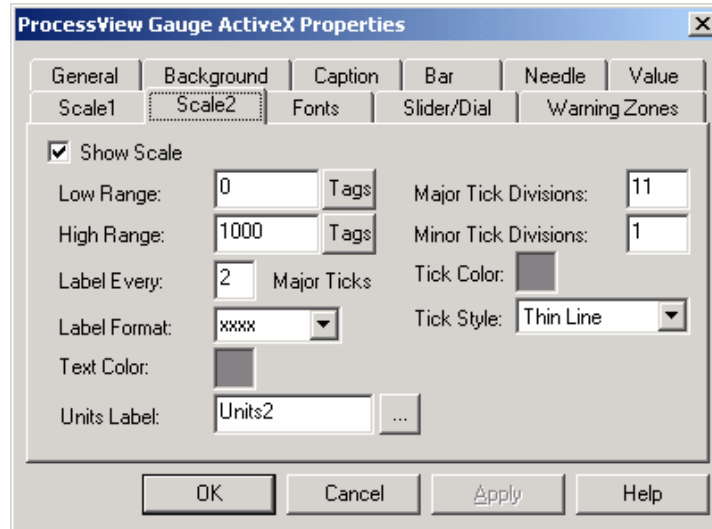 ProcessView Gauge ActiveX Properties
General Background Caption Bar Needle Value
Scale1 Scale2 Fonts Slider/Dial Warning Zones
Show Scale
Low Range: 0 Tags Major Tick Divisions: 11
High Range: 1000 Tags Minor Tick Divisions: 1
Label Every: 2 Major Ticks Tick Color:
Label Format: xxxx Tick Style: Thin Line
Text Color:
Units Label: Units2 ...
OK Cancel Apply Help